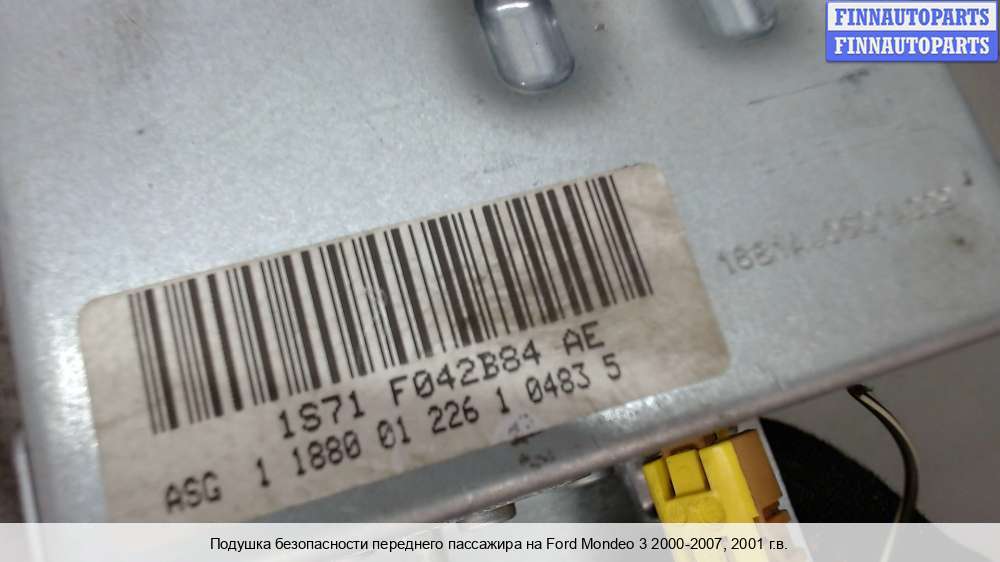 FINNAUTOPARTS
FINNAUTOPARTS
1S71 F042B84 AE
ASG 1 1880 01 226 1 0483 5
Подушка безопасности переднего пассажира на Ford Mondeo 3 2000-2007, 2001 г.в.